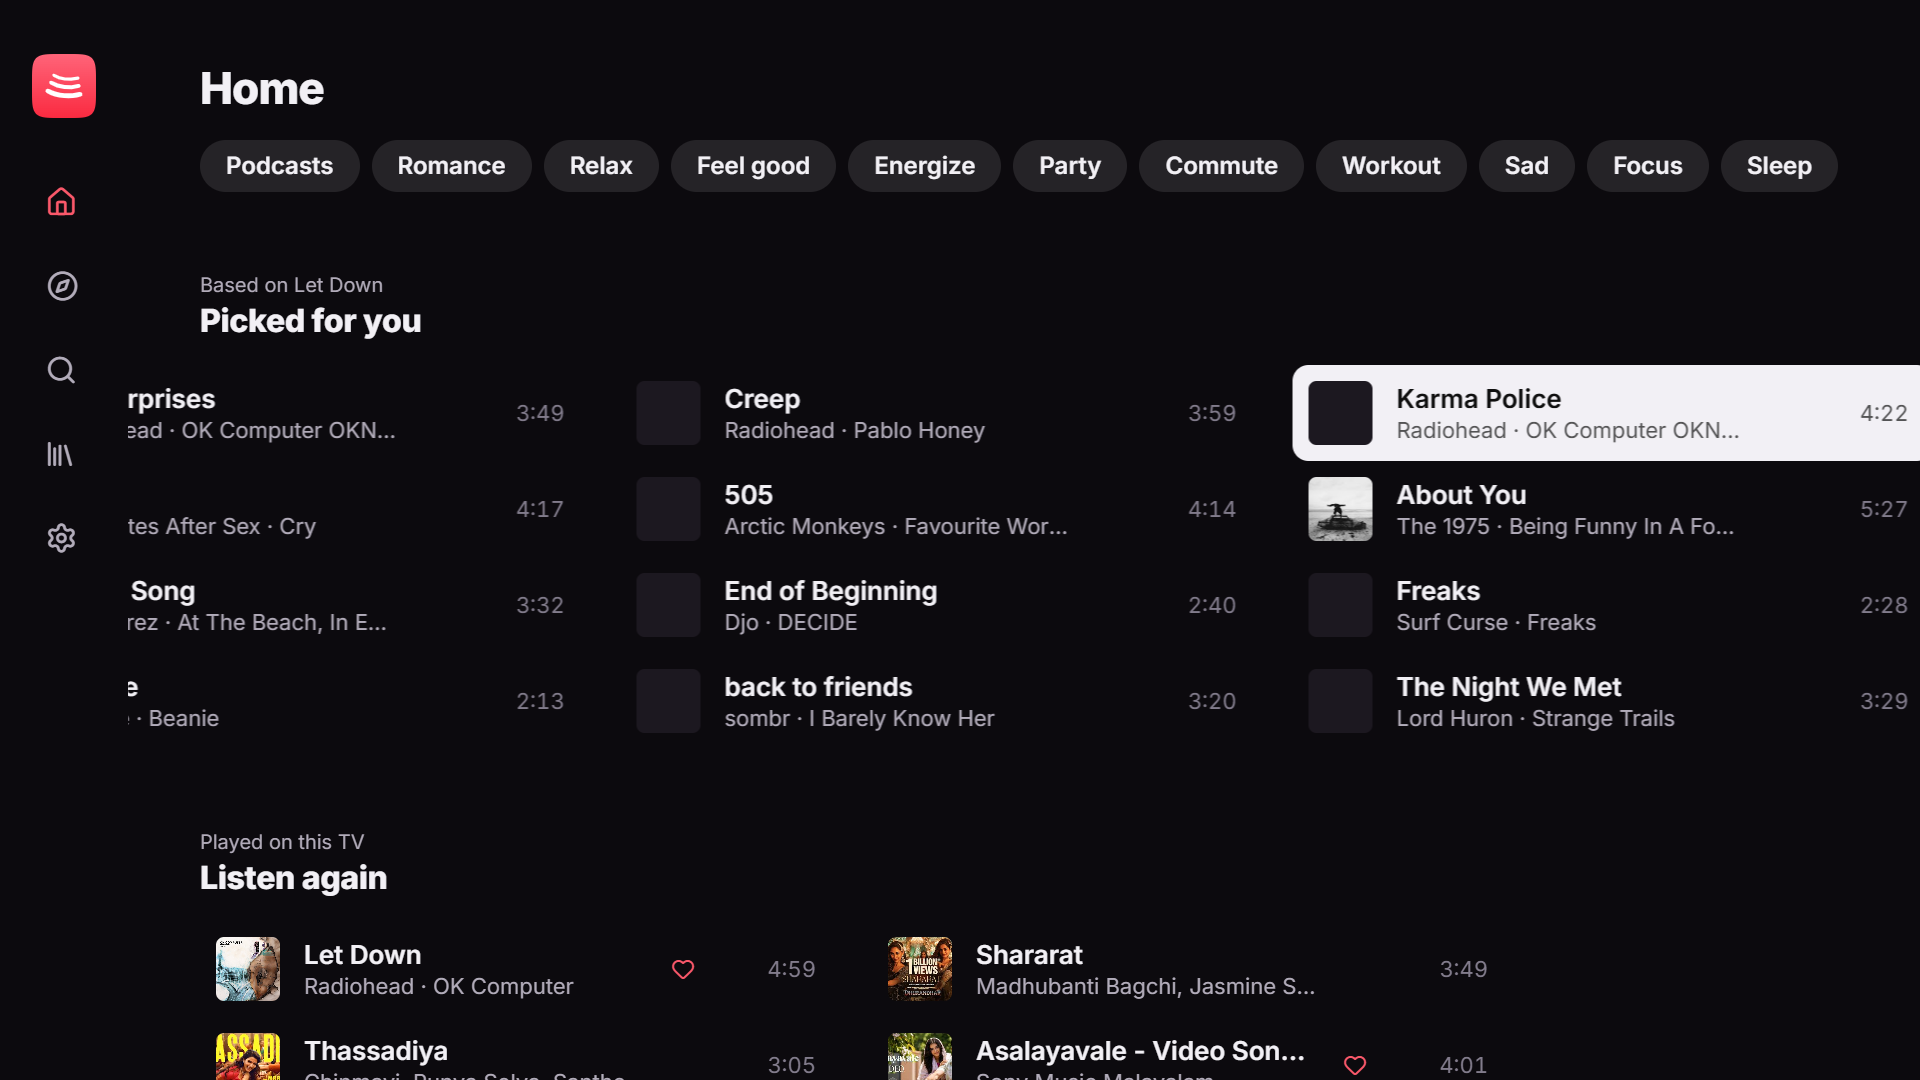 Home
Podcasts
Romance
Relax
Feel good
Energize
Party
Commute
Workout
Sad
Focus
Sleep
Based on Let Down
Picked for you
rprises
ead · OK Computer OKN...
3:49
Creep
Radiohead · Pablo Honey
3:59
Karma Police
Radiohead · OK Computer OKN...
4:22
tes After Sex · Cry
4:17
505
Arctic Monkeys · Favourite Wor...
4:14
About You
The 1975 · Being Funny In A Fo...
5:27
Song
rez · At The Beach, In E...
3:32
End of Beginning
Djo · DECIDE
2:40
Freaks
Surf Curse · Freaks
2:28
e
· Beanie
2:13
back to friends
sombr · I Barely Know Her
3:20
The Night We Met
Lord Huron · Strange Trails
3:29
Played on this TV
Listen again
Let Down
Radiohead · OK Computer
4:59
1 BILLION
VIEWS
SHARARAT
Shararat
Madhubanti Bagchi, Jasmine S...
3:49
Thassadiya
3:05
Asalayavale - Video Son...
4:01